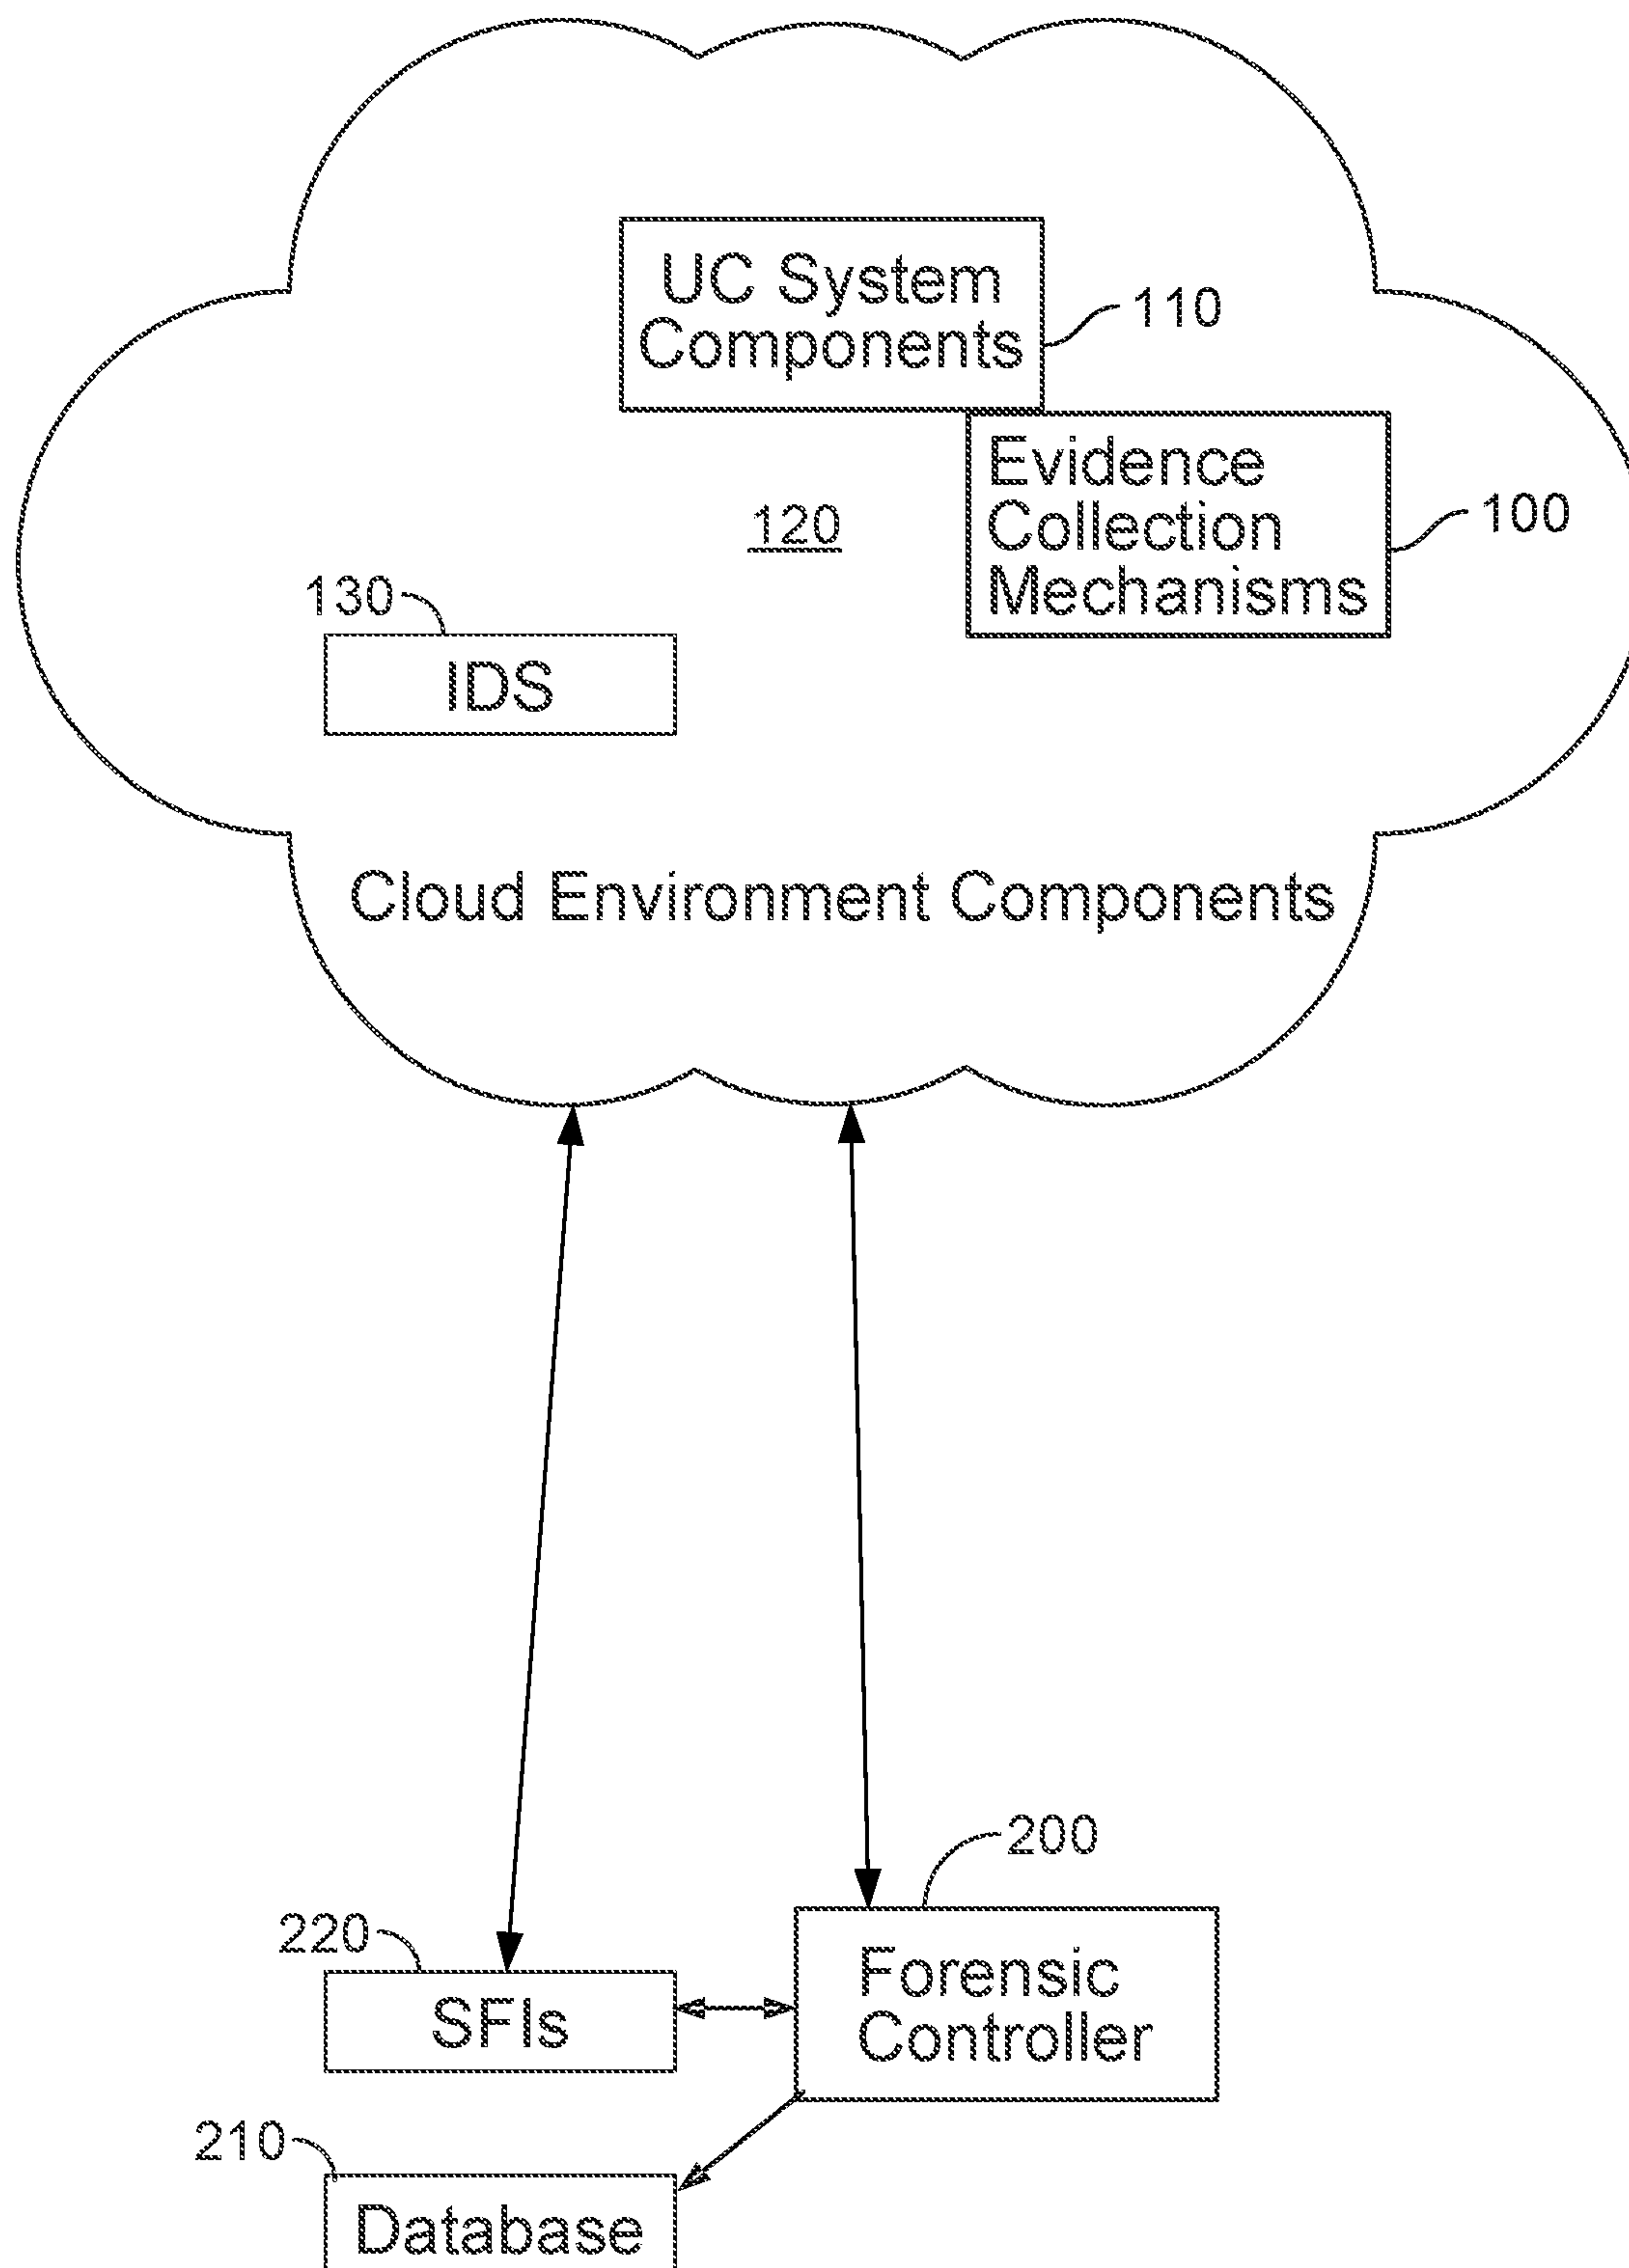 UC System
Components
110
Evidence
Collection
Mechanisms
100
120
130
IDS
Cloud Environment Components
200
Forensic
Controller
220
SFIs
210
Database